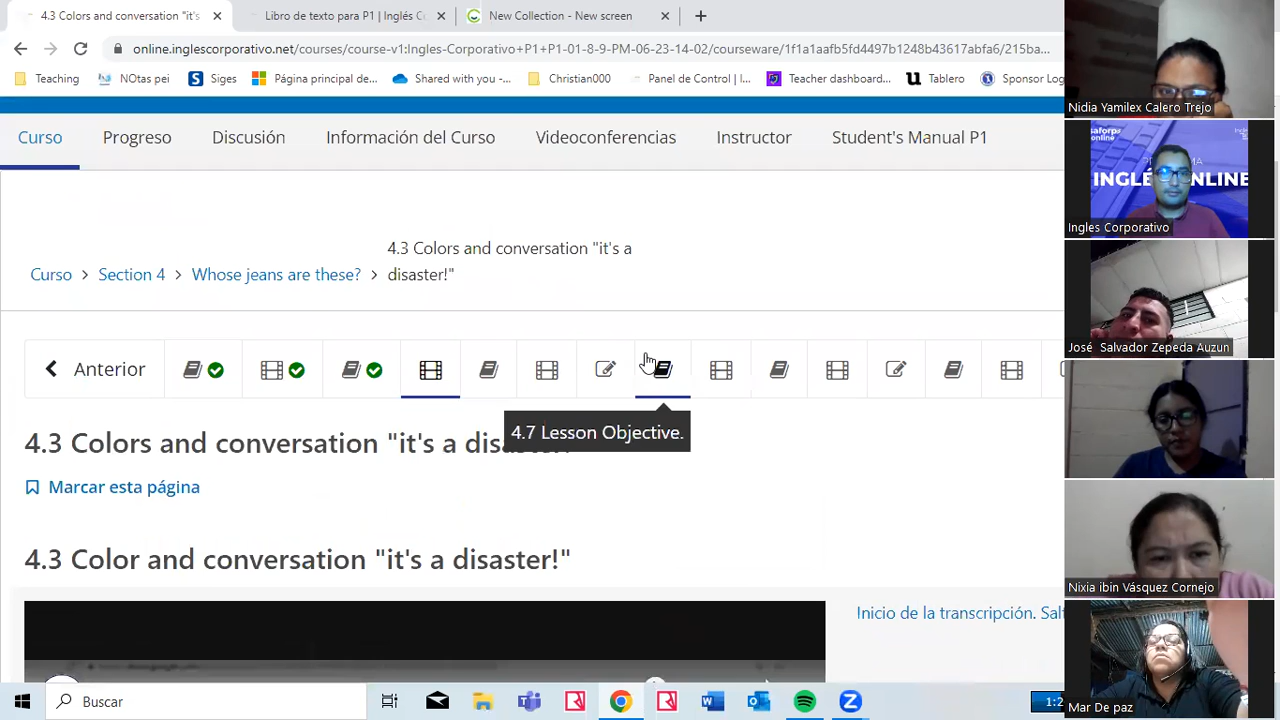 4.3 Colors and conversation "it's
Libro de texto para P1 | Inglés C
New Collection - New screen
online.inglescorporativo.net/courses/course-v1:Ingles-Corporativo+P1+P1-01-8-9-PM-06-23-14-02/courseware/1f1a1aafb5fd4497b1248b43617abfa6/215ba...
Teaching
NOtas pei
Siges
Página principal de...
Shared with you -...
Christian000
Panel de Control | I...
Teacher dashboard...
Tablero
Sponsor Log
Curso
Progreso
Discusión
Información del Curso
Videoconferencias
Instructor
Student's Manual P1
Curso > Section 4 > Whose jeans are these? > 4.3 Colors and conversation "it's a
disaster!"
Anterior
4.7 Lesson Objective.
4.3 Colors and conversation "it's a
Marcar esta página
4.3 Color and conversation "it's a disaster!"
Inicio de la transcripción. Salt
Buscar
Nidia Yamilex Calero Trejo
INGLÉS ONLINE
Ingles Corporativo
José Salvador Zepeda Auzun
Nixia ibin Vásquez Cornejo
Mar De paz